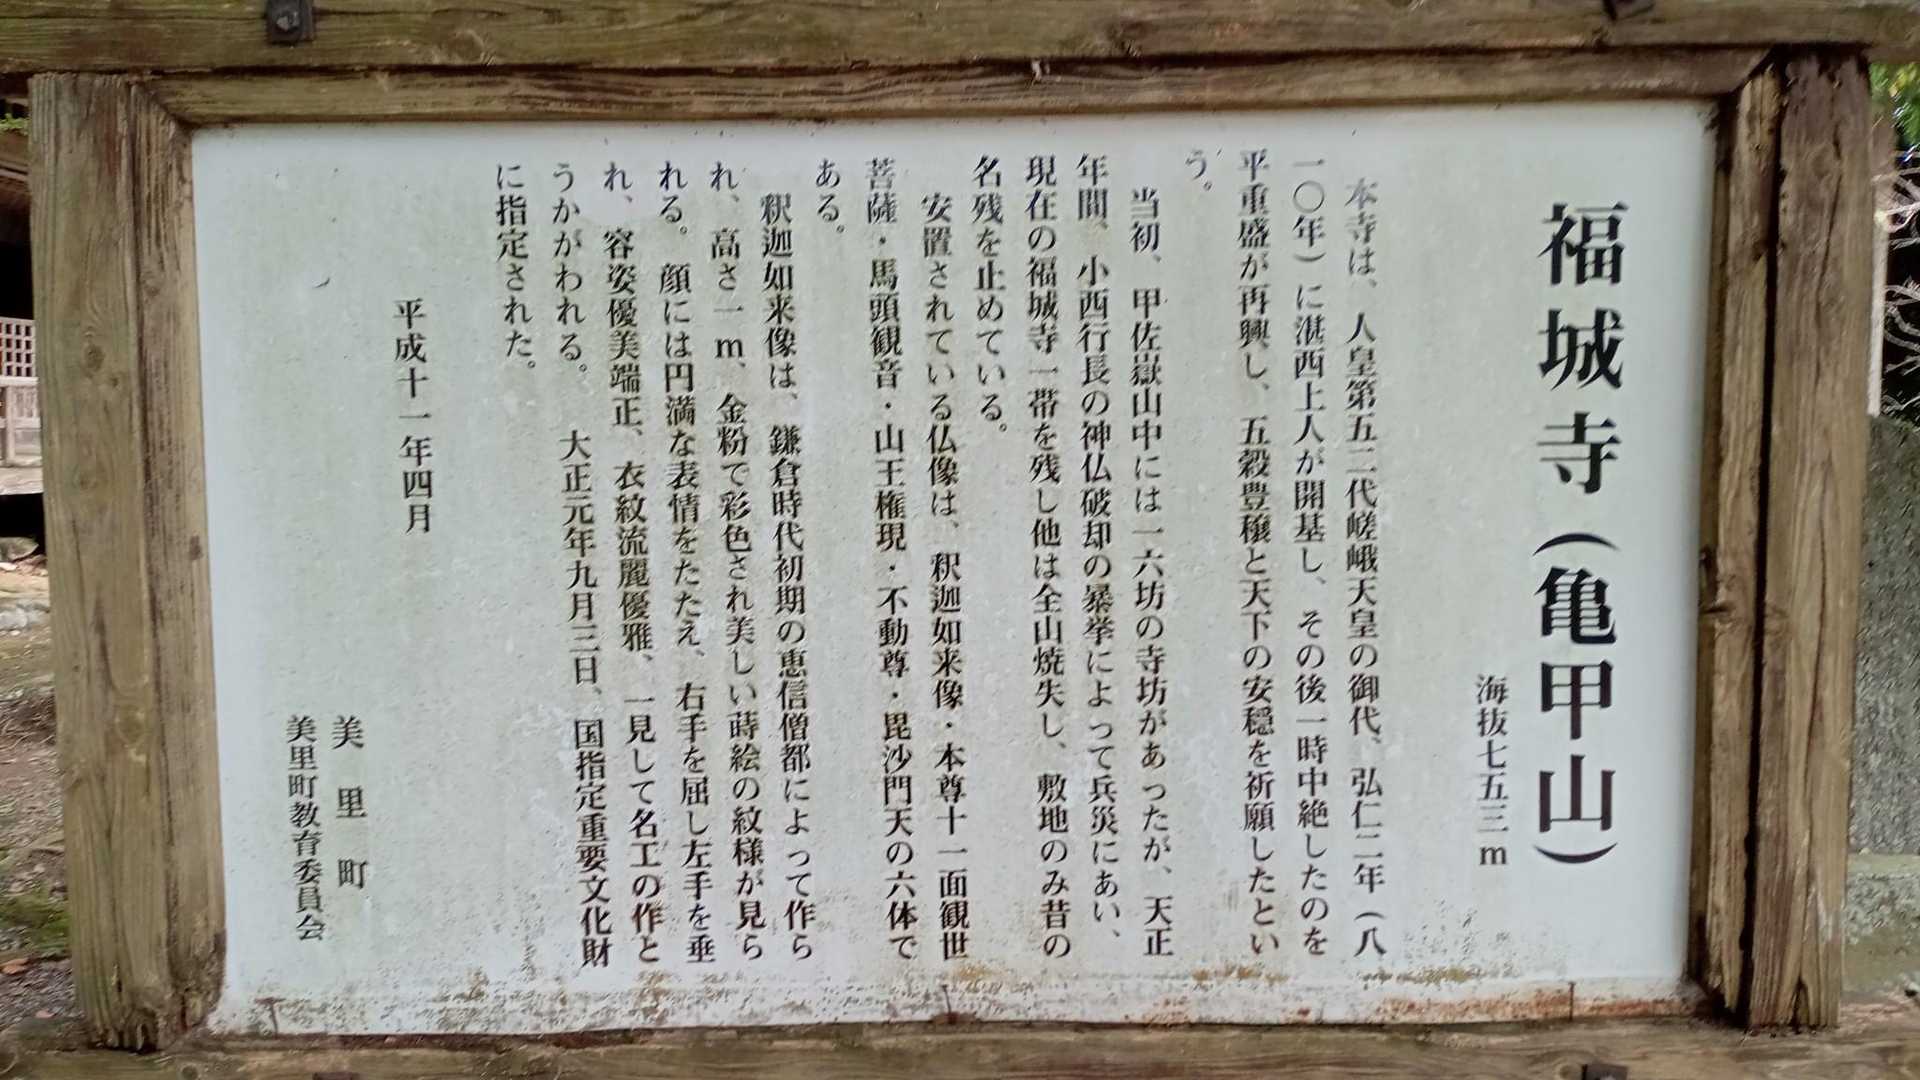 福城寺(亀甲山)
海抜七五三m
本寺は、人皇第五二代嵯峨天皇の御代、弘仁二年(八
一〇年)に湛西上人が開基し、その後一時中絶したのを
平重盛が再興し、五穀豊穣と天下の安穏を祈願したとい
う。
当初、甲佐嶽山中には一六坊の寺坊があったが、天正
年間、小西行長の神仏破却の暴挙によって兵災にあい、
現在の福城寺一帯を残し他は全山焼失し、敷地のみ昔の
名残を止めている。
安置されている仏像は、釈迦如来像・本尊十一面観世
菩薩・馬頭観音・山王権現・不動尊・毘沙門天の六体で
ある。
釈迦如来像は、鎌倉時代初期の恵信僧都によって作ら
れ、高さ一m、金粉で彩色され美しい蒔絵の紋様が見ら
れる。顔には円満な表情をたたえ、右手を屈し左手を垂
れ、容姿優美端正、衣紋流麗優雅、一見して名工の作と
うかがわれる。大正元年九月三日、国指定重要文化財
に指定された。
平成十一年四月
美里町
美里町教育委員会